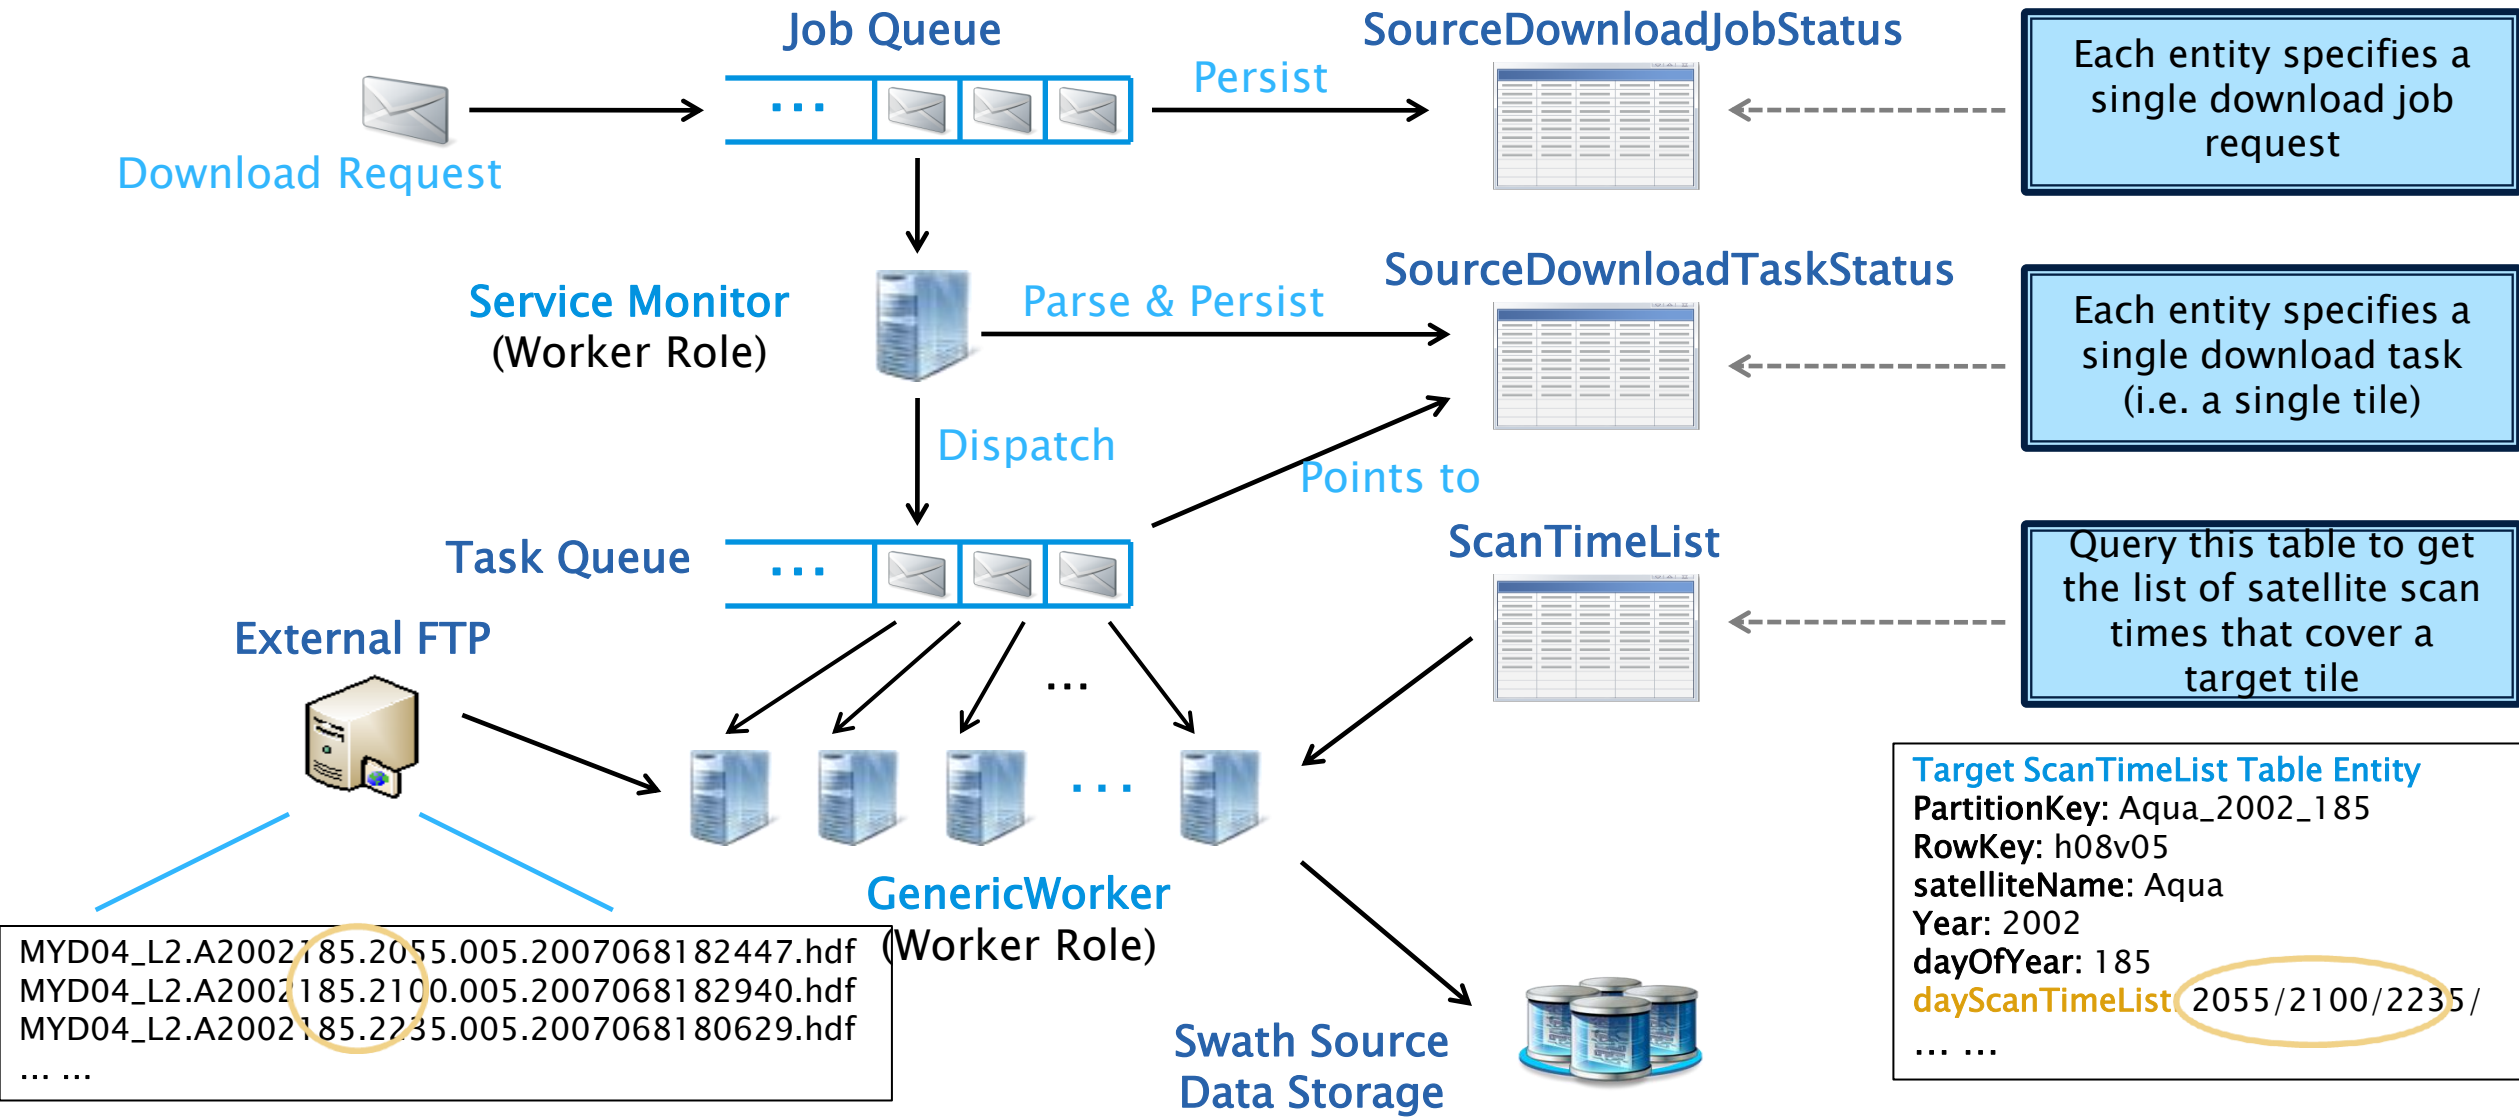 Job Queue
SourceDownloadJobStatus
Each entity specifies a
single download job
request
Persist
...
Download Request
Service Monitor
(Worker Role)
Parse & Persist
SourceDownloadTaskStatus
Each entity specifies a
single download task
(i.e. a single tile)
Dispatch
Points to
Task Queue
...
ScanTimeList
Query this table to get
the list of satellite scan
times that cover a
target tile
External FTP
...
...
GenericWorker
(Worker Role)
MYD04_L2.A2002185.2055.005.2007068182447.hdf
MYD04_L2.A2002185.2100.005.2007068182940.hdf
MYD04_L2.A2002185.2235.005.2007068180629.hdf
... ...
Target ScanTimeList Table Entity
PartitionKey: Aqua_2002_185
RowKey: h08v05
satelliteName: Aqua
Year: 2002
dayOfYear: 185
dayScanTimeList: 2055/2100/2235/
... ...
Swath Source
Data Storage